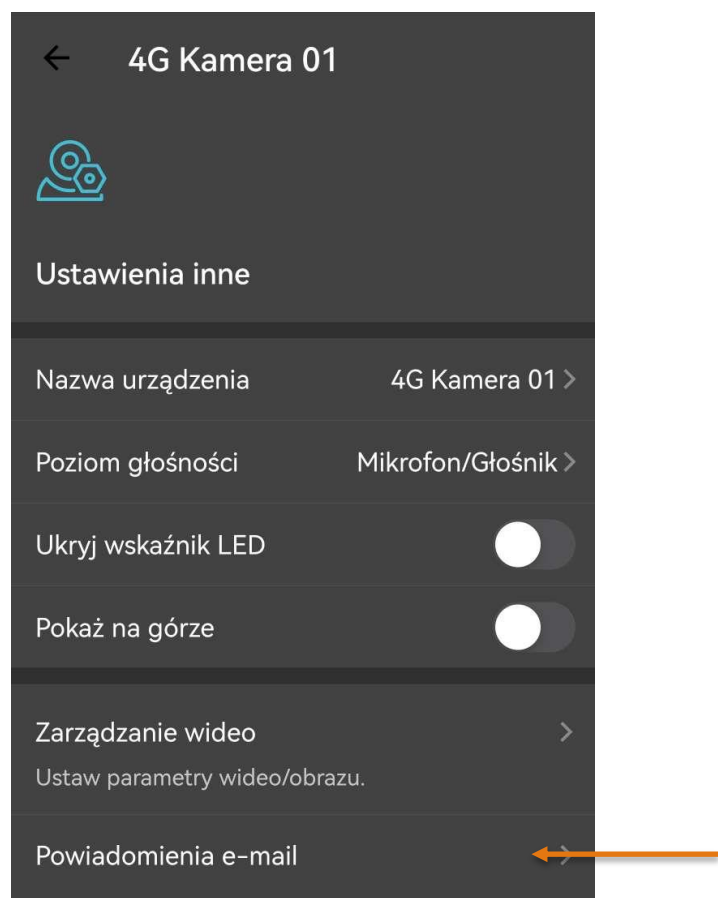 4G Kamera 01
Ustawienia inne
Nazwa urządzenia 4G Kamera 01
Poziom głośności Mikrofon/Głośnik
Ukryj wskaźnik LED
Pokaż na górze
Zarządzanie wideo
Ustaw parametry wideo/obrazu.
Powiadomienia e-mail